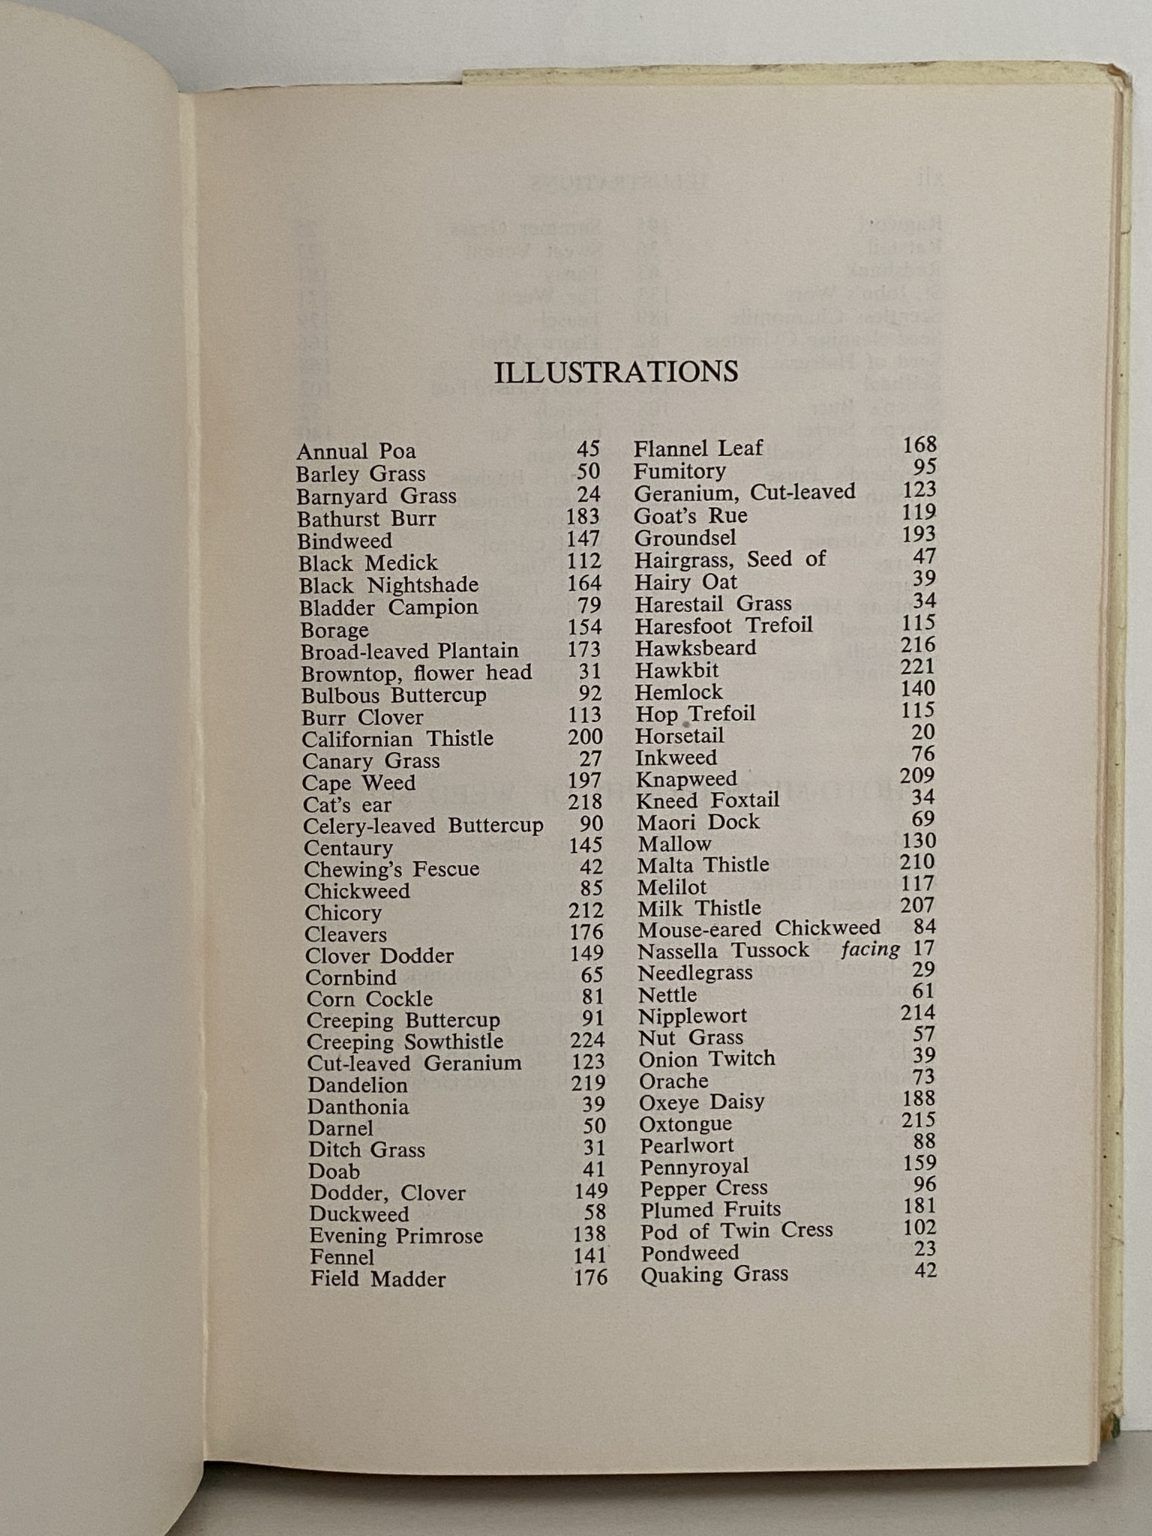 ILLUSTRATIONS
Annual Poa 45
Barley Grass 50
Barnyard Grass 24
Bathurst Burr 183
Bindweed 147
Black Medick 112
Black Nightshade 164
Bladder Campion 79
Borage 154
Broad-leaved Plantain 173
Browntop, flower head 31
Bulbous Buttercup 92
Burr Clover 113
Californian Thistle 200
Canary Grass 27
Cape Weed 197
Cat's ear 218
Celery-leaved Buttercup 90
Centaury 145
Chewing's Fescue 42
Chickweed 85
Chicory 212
Cleavers 176
Clover Dodder 149
Cornbind 65
Corn Cockle 81
Creeping Buttercup 91
Creeping Sowthistle 224
Cut-leaved Geranium 123
Dandelion 219
Danthonia 39
Darnel 50
Ditch Grass 31
Doab 41
Dodder, Clover 149
Duckweed 58
Evening Primrose 138
Fennel 141
Field Madder 176
Flannel Leaf 168
Fumitory 95
Geranium, Cut-leaved 123
Goat's Rue 119
Groundsel 193
Hairgrass, Seed of 47
Hairy Oat 39
Harestail Grass 34
Haresfoot Trefoil 115
Hawksbeard 216
Hawkbit 221
Hemlock 140
Hop Trefoil 115
Horsetail 20
Inkweed 76
Knapweed 209
Kneed Foxtail 34
Maori Dock 69
Mallow 130
Malta Thistle 210
Melilot 117
Milk Thistle 207
Mouse-eared Chickweed 84
Nassella Tussock facing 17
Needlegrass 29
Nettle 61
Nipplewort 214
Nut Grass 57
Onion Twitch 39
Orache 73
Oxeye Daisy 188
Oxtongue 215
Pearlwort 88
Pennyroyal 159
Pepper Cress 96
Plumed Fruits 181
Pod of Twin Cress 102
Pondweed 23
Quaking Grass 42